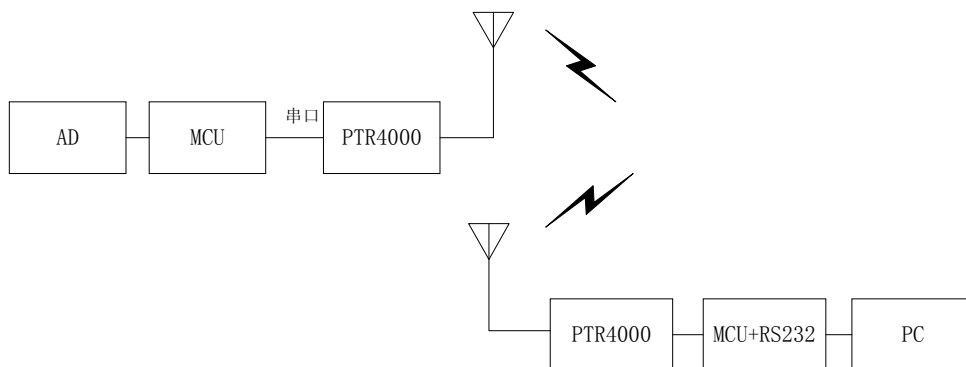 AD
MCU
串口
PTR4000
PTR4000
MCU+RS232
PC